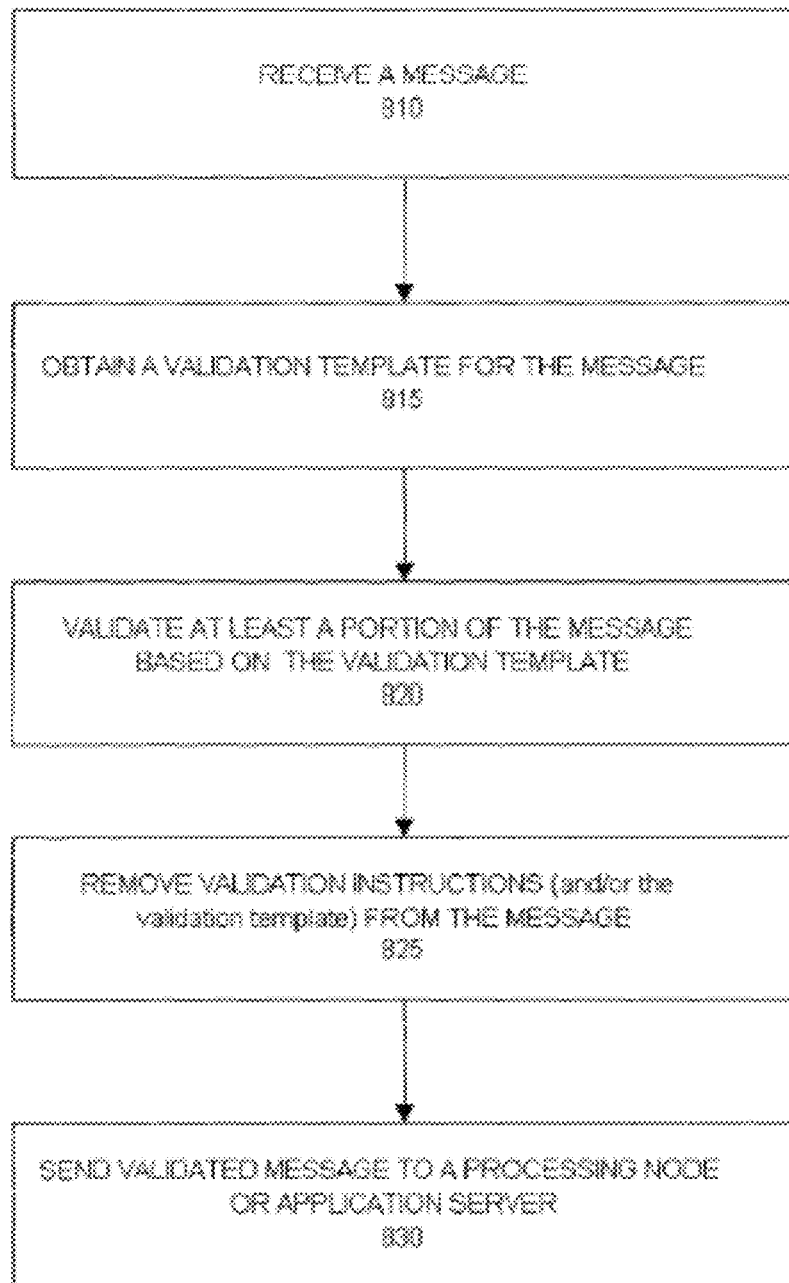 RECEIVE A MESSAGE
810
OBTAIN A VALIDATION TEMPLATE FOR THE MESSAGE
815
VALIDATE AT LEAST A PORTION OF THE MESSAGE
BASED ON THE VALIDATION TEMPLATE
820
REMOVE VALIDATION INSTRUCTIONS (and/or the
validation template) FROM THE MESSAGE
825
SEND VALIDATED MESSAGE TO A PROCESSING NODE
OR APPLICATION SERVER
830